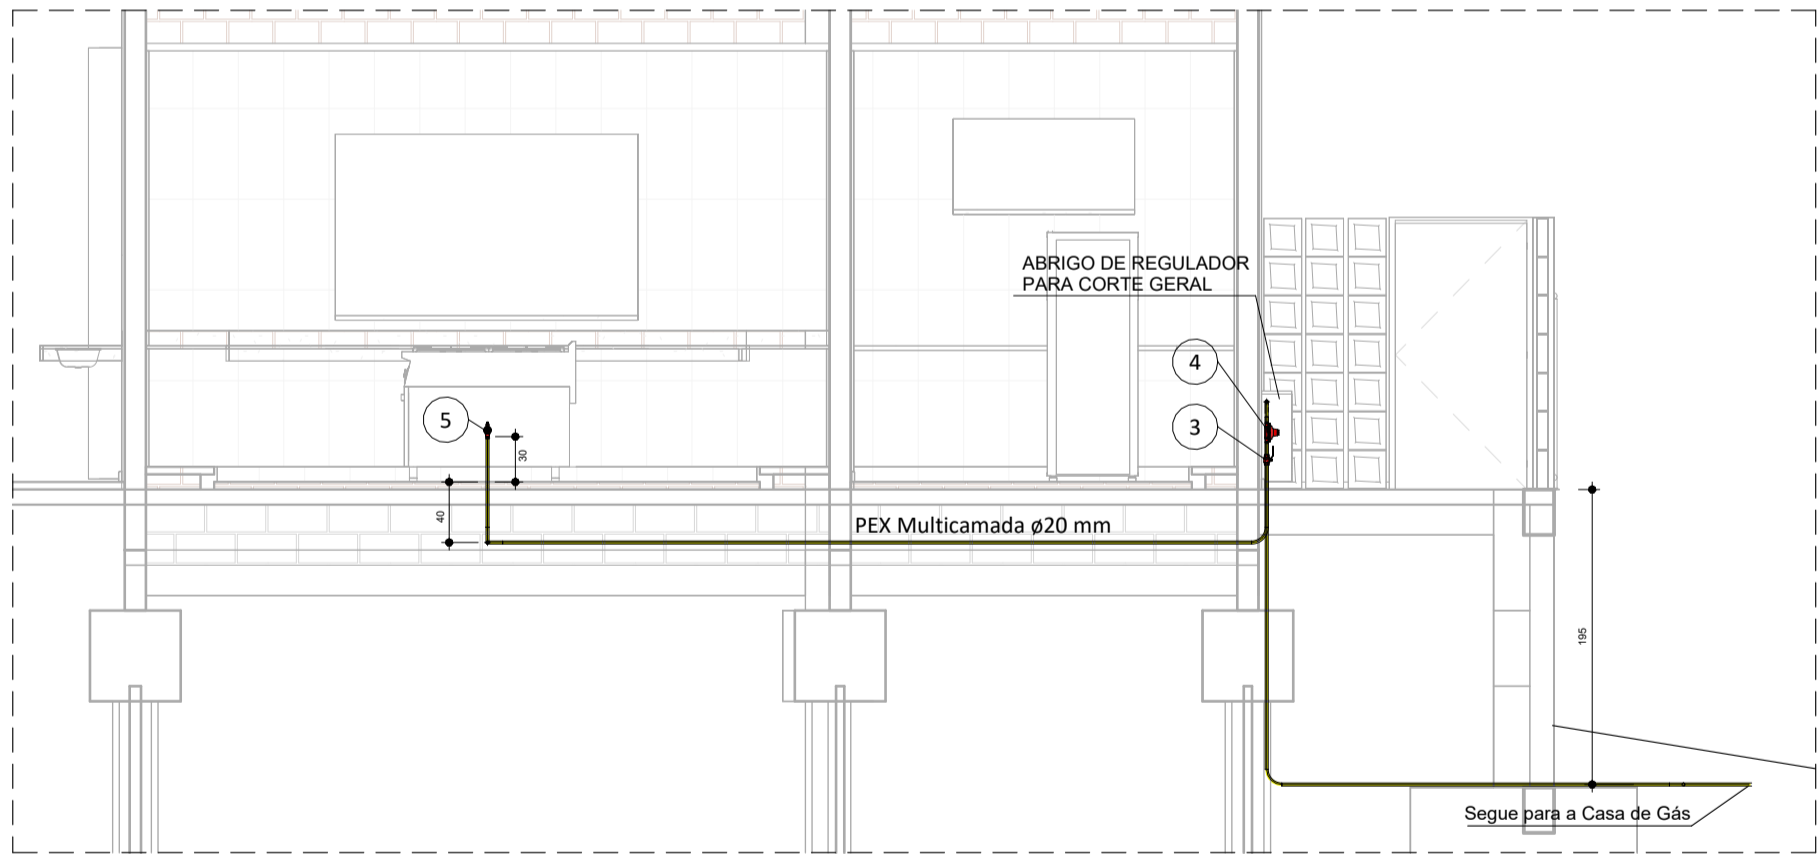 ABRIGO DE REGULADOR
PARA CORTE GERAL
4
5
3
30
40
PEX Multicamada ø20 mm
195
Segue para a Casa de Gás